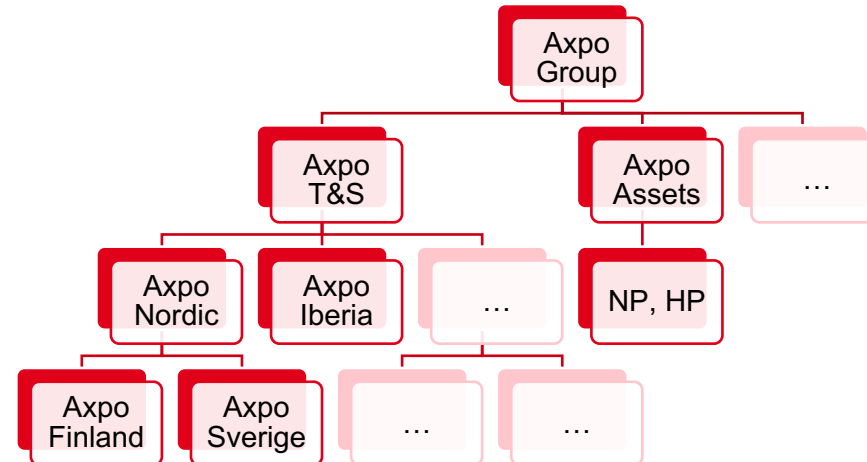 Axpo
Group
Axpo
T&S
Axpo
Assets
...
Axpo
Nordic
Axpo
Iberia
...
NP, HP
Axpo
Finland
Axpo
Sverige
...
...